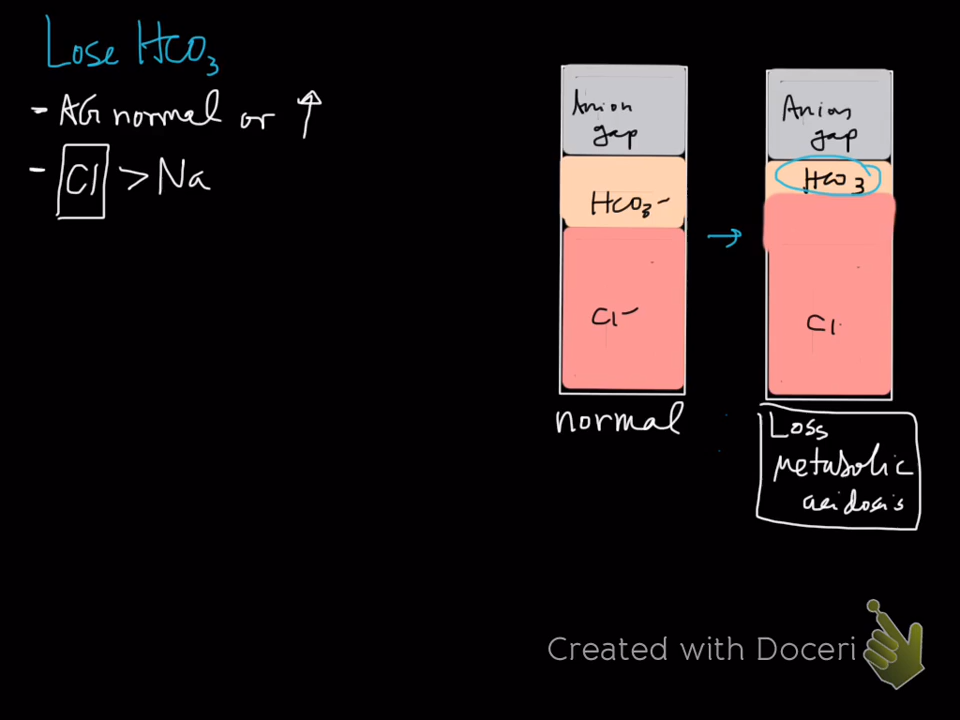 Lose HCO3
- AG normal or ↑
- Cl > Na
Anion
gap
HCO3-
Cl-
normal
→
Anion
gap
HCO3
Cl
Loss
metabolic
acidosis
Created with Doceri